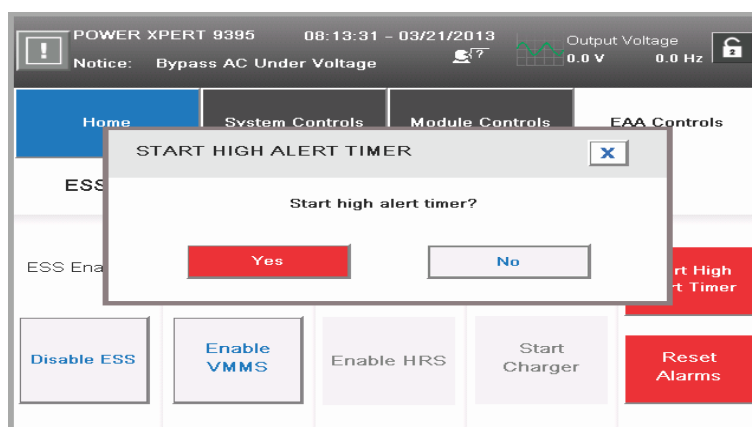 POWER XPERT 9395 08:13:31 - 03/21/2013 Output Voltage
! Notice: Bypass AC Under Voltage ? 0.0 V 0.0 Hz 2
Home System Controls Module Controls EAA Controls
START HIGH ALERT TIMER X
ESS
Start high alert timer?
Yes No
ESS Ena
rt High
rt Timer
Disable ESS
Enable
VMMS
Enable HRS
Start
Charger
Reset
Alarms